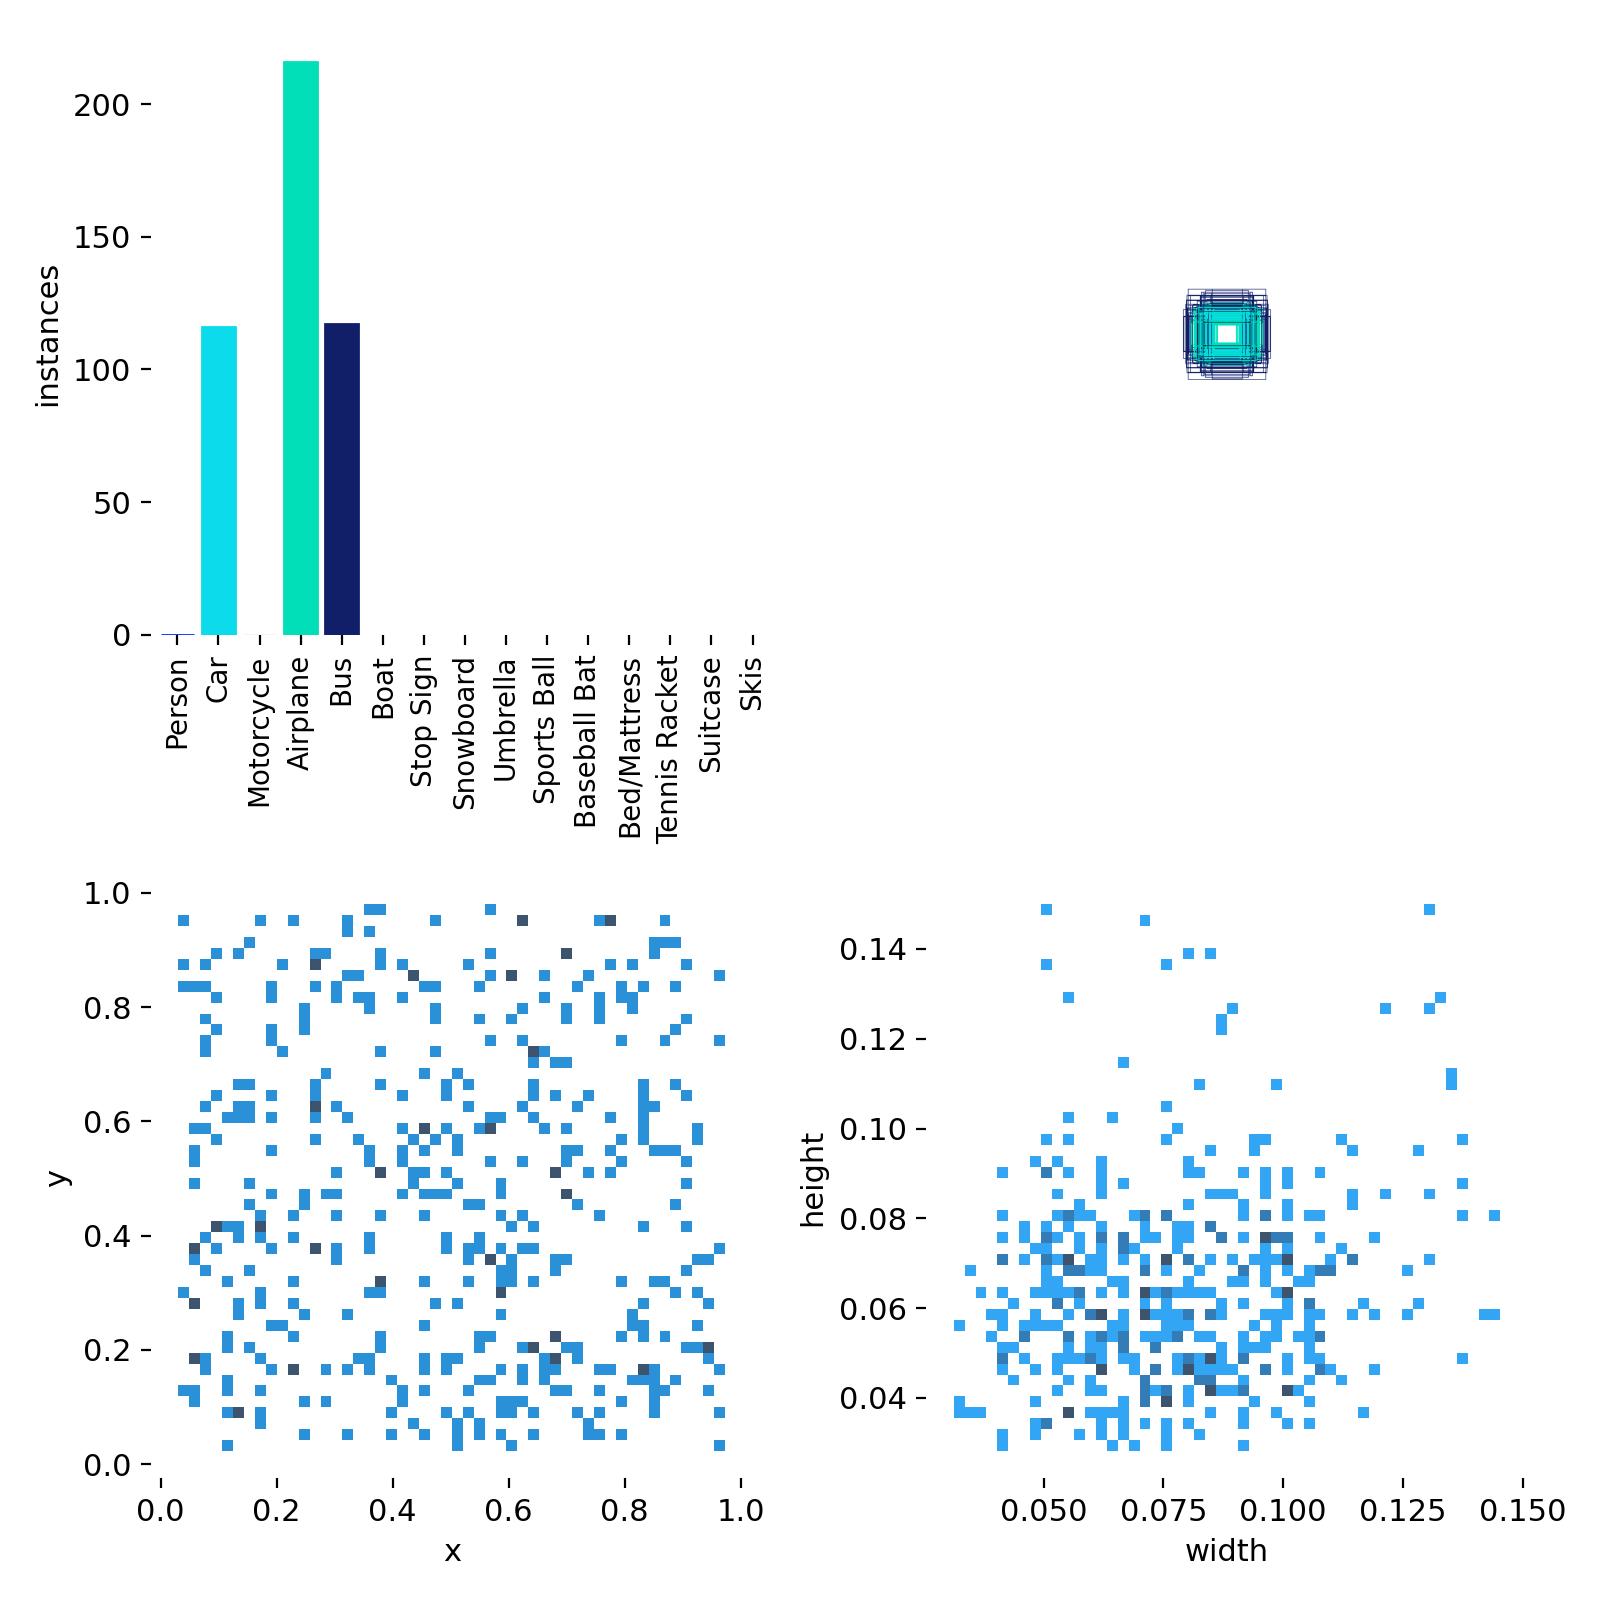 instances
200
150
100
50
0
Person
Car
Motorcycle
Airplane
Bus
Boat
Stop Sign
Snowboard
Umbrella
Sports Ball
Baseball Bat
Bed/Mattress
Tennis Racket
Suitcase
Skis
y
1.0
0.8
0.6
0.4
0.2
0.0
0.0 0.2 0.4 0.6 0.8 1.0
x
height
0.14
0.12
0.10
0.08
0.06
0.04
0.050 0.075 0.100 0.125 0.150
width